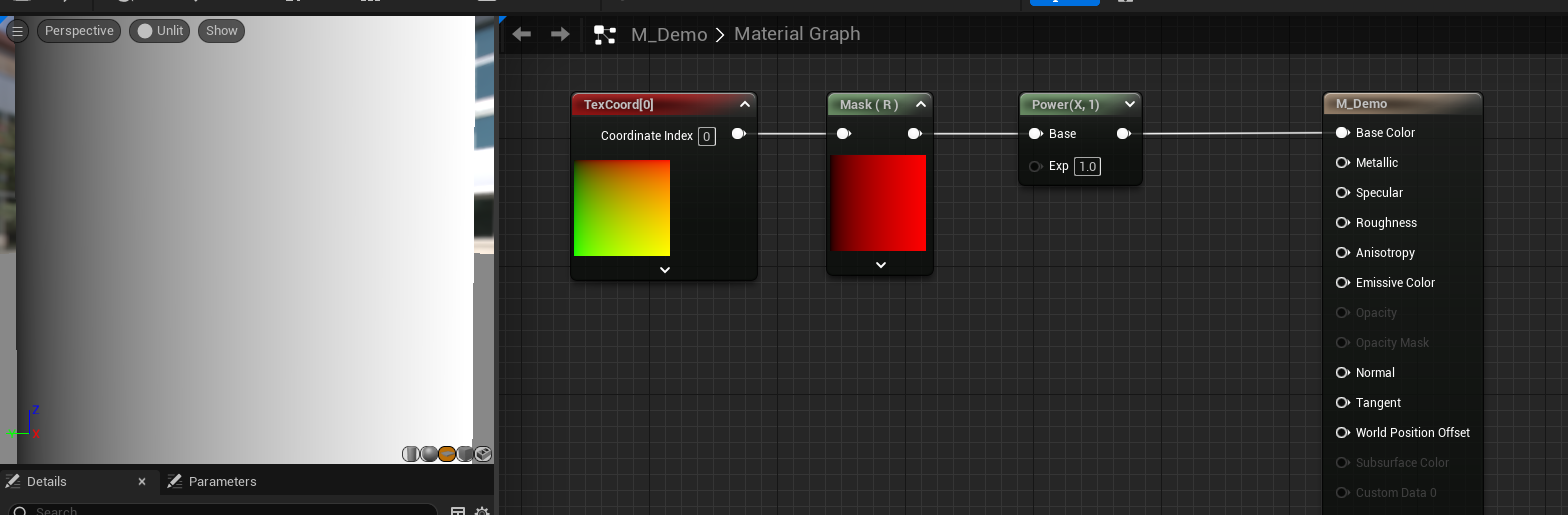 Perspective
Unlit
Show
M_Demo
Material Graph
TexCoord[0]
Coordinate Index 0
Mask ( R )
Power(X, 1)
Base
Exp 1.0
M_Demo
Base Color
Metallic
Specular
Roughness
Anisotropy
Emissive Color
Opacity
Opacity Mask
Normal
Tangent
World Position Offset
Subsurface Color
Custom Data 0
Z
Y
X
Details
Parameters
Search